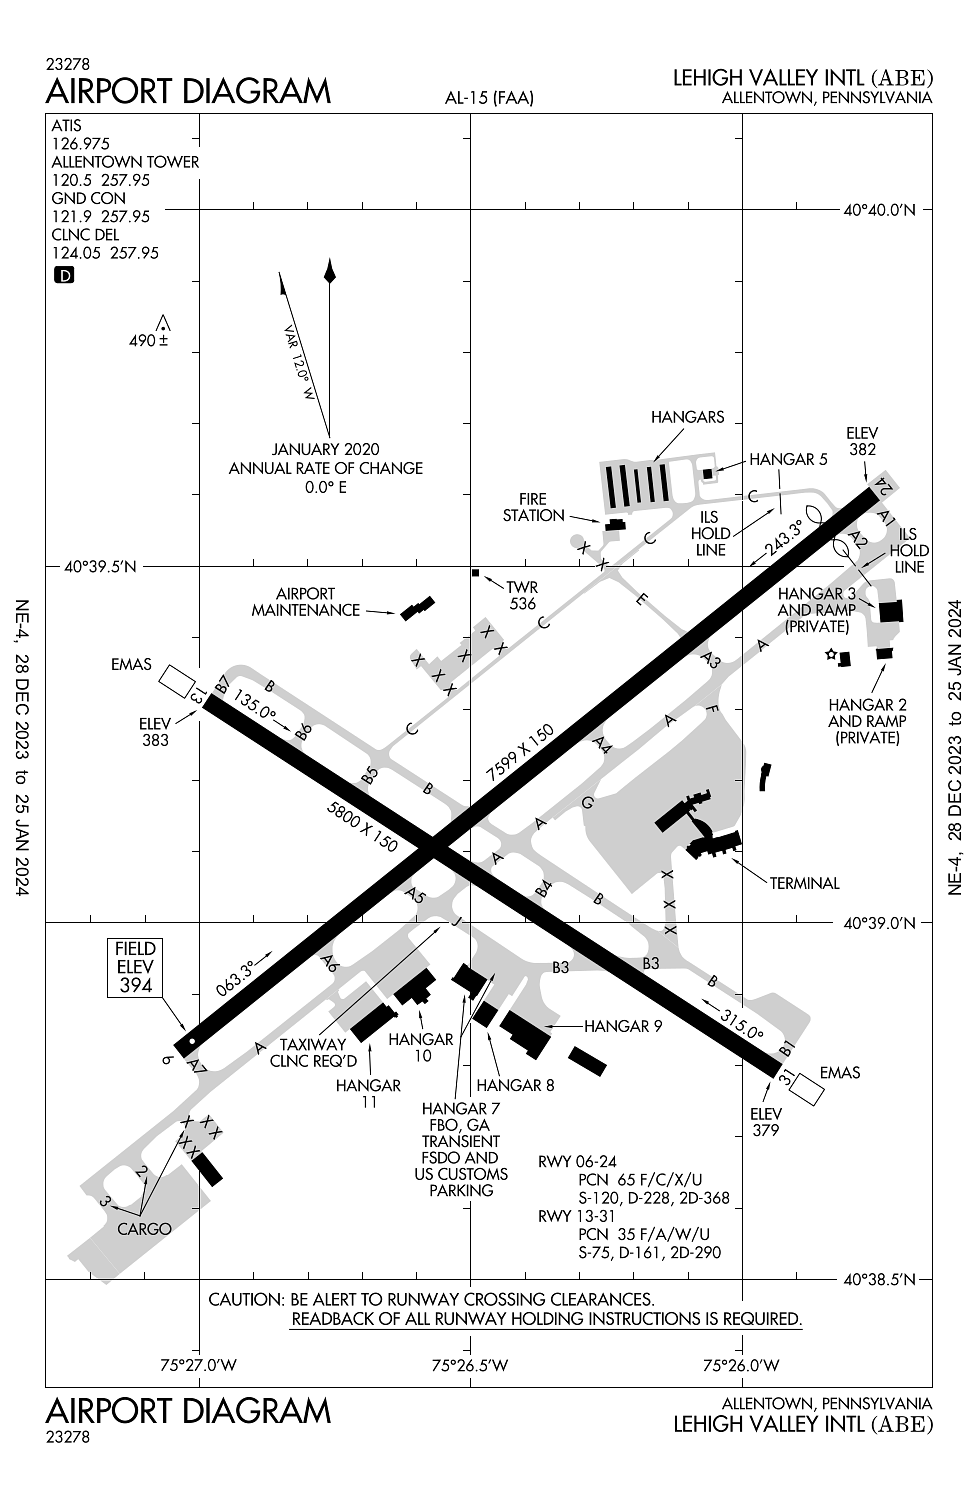 23278
AIRPORT DIAGRAM
AL-15 (FAA)
LEHIGH VALLEY INTL (ABE)
ALLENTOWN, PENNSYLVANIA
ATIS
126.975
ALLENTOWN TOWER
120.5 257.95
GND CON
121.9 257.95
CLNC DEL
124.05 257.95
D
40°40.0'N
490 ±
VAR 12.0° W
JANUARY 2020
ANNUAL RATE OF CHANGE
0.0° E
HANGARS
HANGAR 5
ELEV
382
24
FIRE
STATION
C
C
ILS
HOLD
LINE
243.3°
A1
A2
ILS
HOLD
LINE
X
X
40°39.5'N
TWR
536
AIRPORT
MAINTENANCE
E
HANGAR 3
AND RAMP
(PRIVATE)
C
X
X
X
X
X
X
A3
A
EMAS
13
B7
B
135.0°
B6
ELEV
383
C
F
A
A4
HANGAR 2
AND RAMP
(PRIVATE)
7599 X 150
B5
B
5800 X 150
G
A
A
TERMINAL
X
X
X
A5
B4
B
J
40°39.0'N
FIELD
ELEV
394
063.3°
A6
B3
B3
B
315.0°
TAXIWAY
CLNC REQ'D
HANGAR
10
HANGAR 9
A
6
A7
B1
31
EMAS
HANGAR
11
HANGAR 8
HANGAR 7
FBO, GA
TRANSIENT
FSDO AND
US CUSTOMS
PARKING
ELEV
379
X
X
X
X
X
2
3
CARGO
RWY 06-24
PCN 65 F/C/X/U
S-120, D-228, 2D-368
RWY 13-31
PCN 35 F/A/W/U
S-75, D-161, 2D-290
40°38.5'N
CAUTION: BE ALERT TO RUNWAY CROSSING CLEARANCES.
READBACK OF ALL RUNWAY HOLDING INSTRUCTIONS IS REQUIRED.
75°27.0'W
75°26.5'W
75°26.0'W
NE-4, 28 DEC 2023 to 25 JAN 2024
NE-4, 28 DEC 2023 to 25 JAN 2024
AIRPORT DIAGRAM
23278
ALLENTOWN, PENNSYLVANIA
LEHIGH VALLEY INTL (ABE)